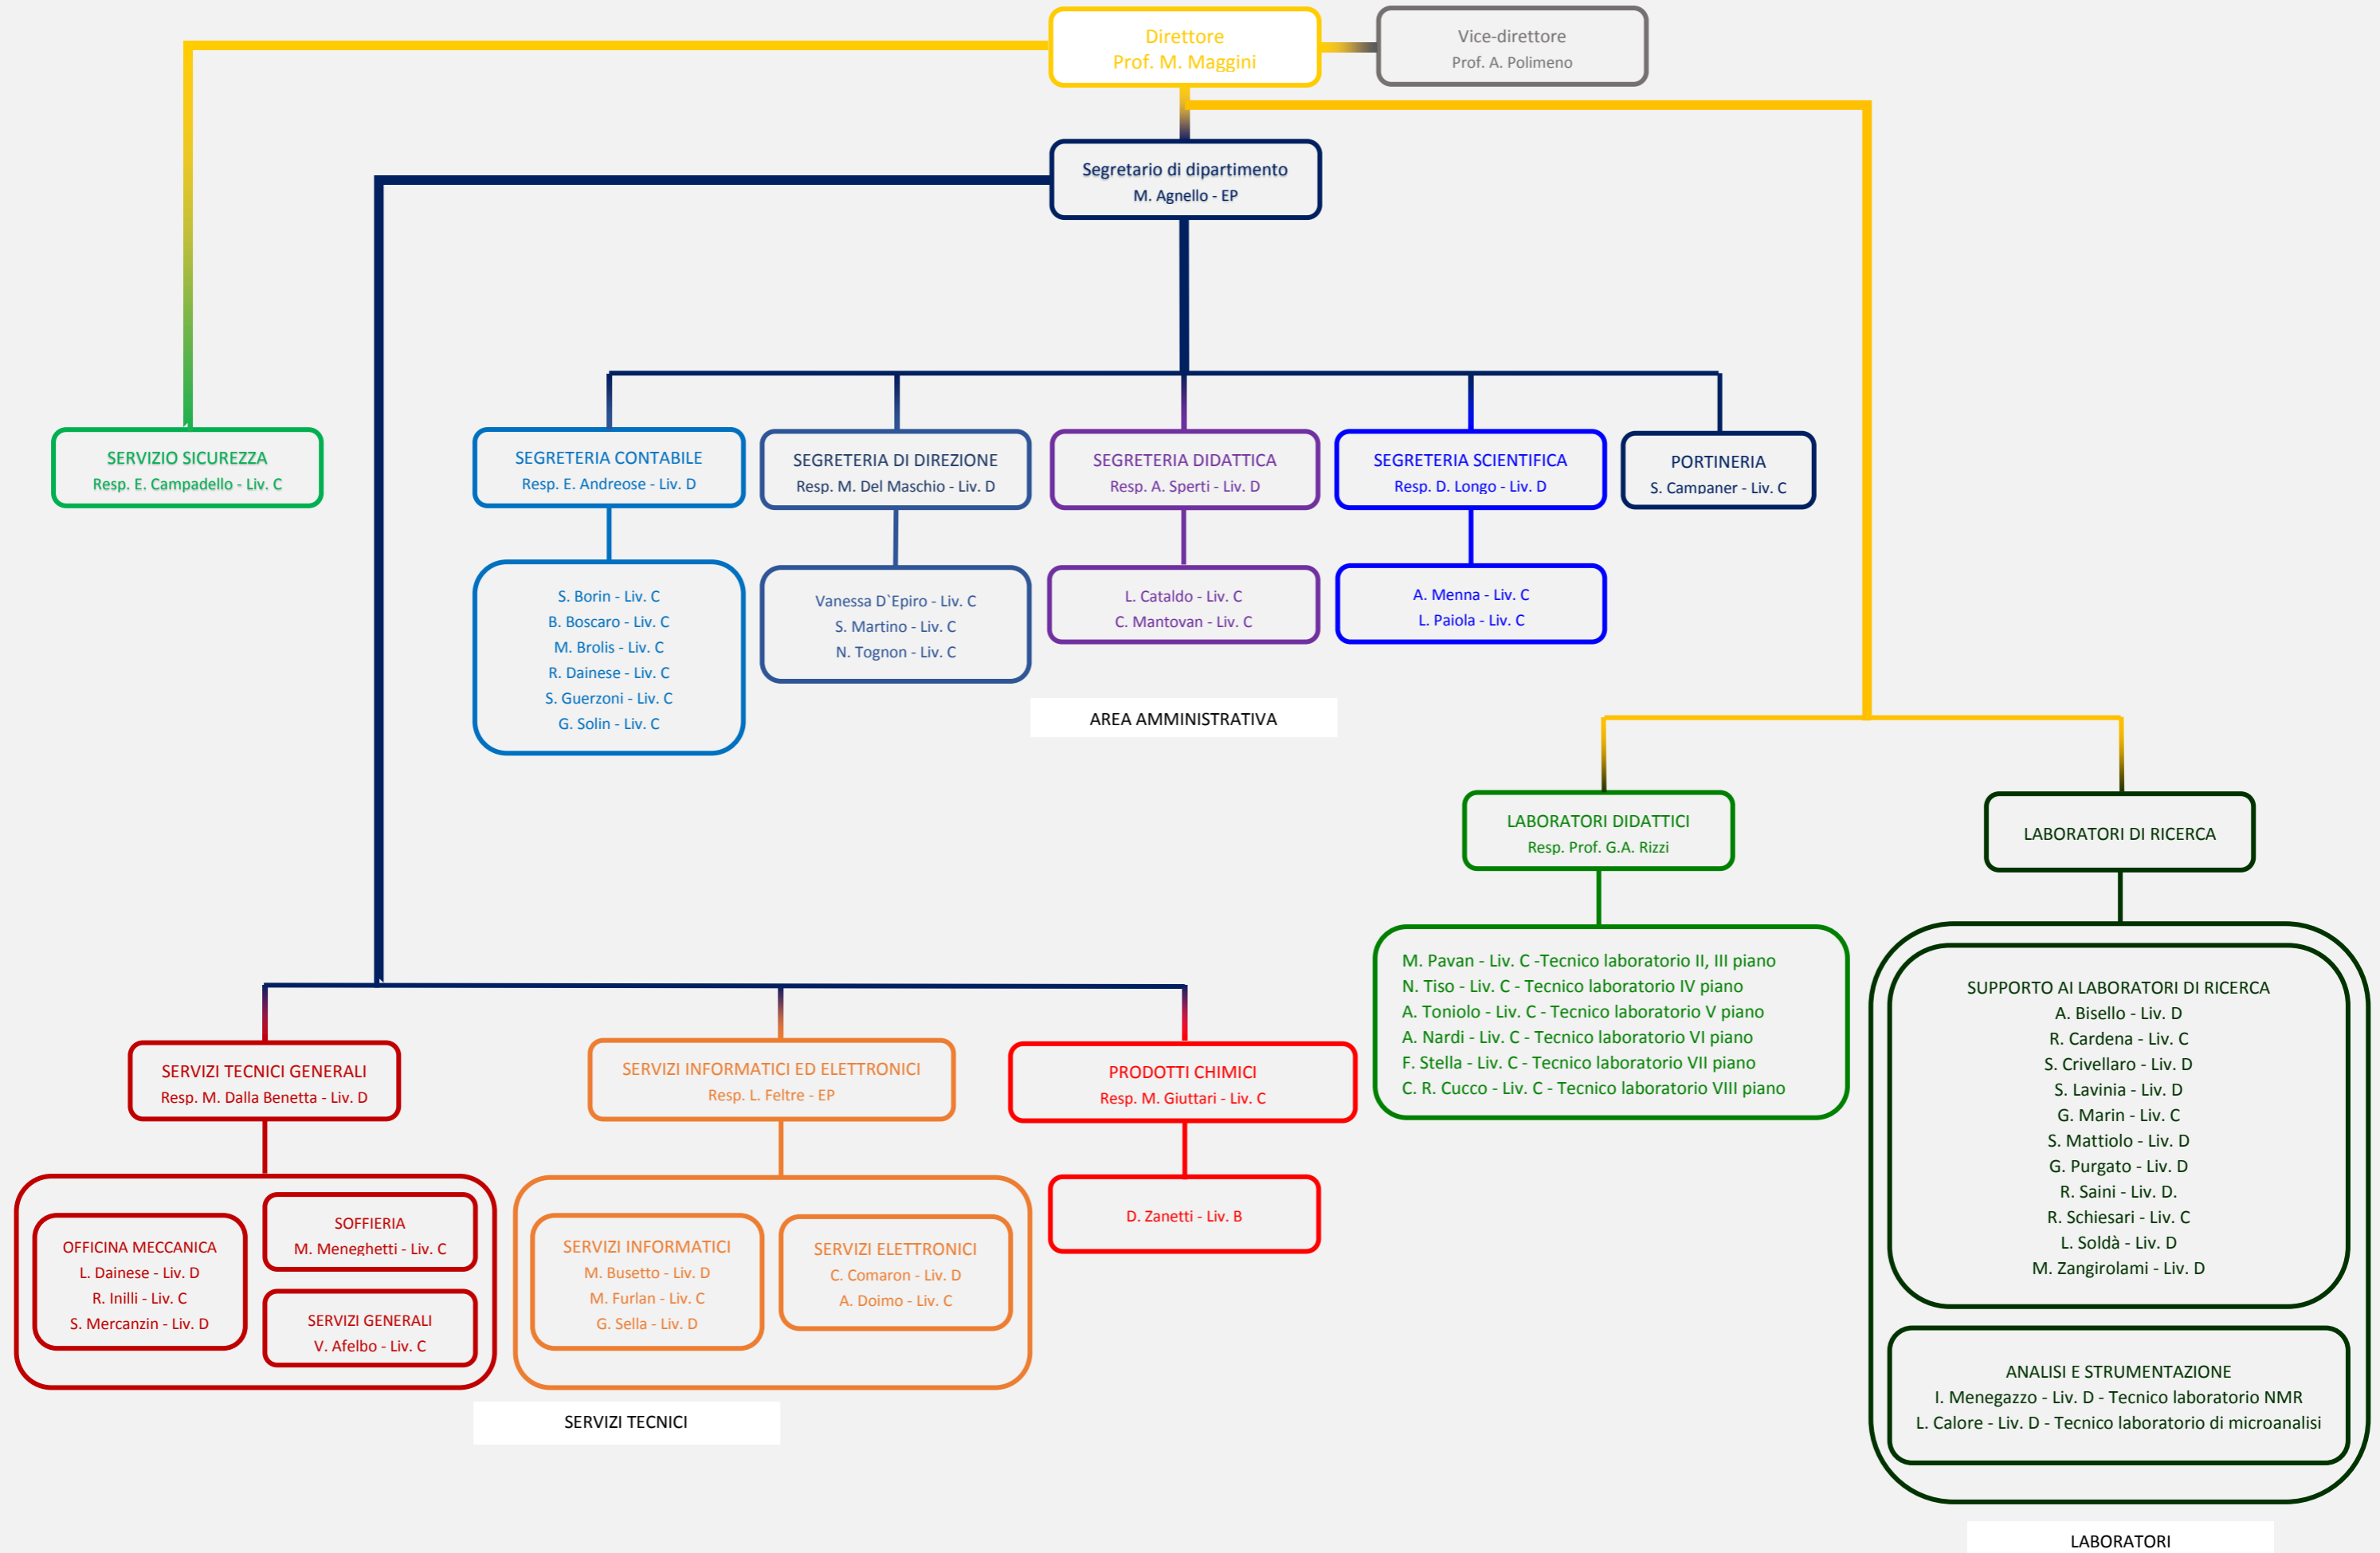 Direttore
Prof. M. Maggini
Vice-direttore
Prof. A. Polimeno
Segretario di dipartimento
M. Agnello - EP
SERVIZIO SICUREZZA
Resp. E. Campadello - Liv. C
SEGRETERIA CONTABILE
Resp. E. Andreose - Liv. D
SEGRETERIA DI DIREZIONE
Resp. M. Del Maschio - Liv. D
SEGRETERIA DIDATTICA
Resp. A. Sperti - Liv. D
SEGRETERIA SCIENTIFICA
Resp. D. Longo - Liv. D
PORTINERIA
S. Campaner - Liv. C
S. Borin - Liv. C
B. Boscaro - Liv. C
M. Brolis - Liv. C
R. Dainese - Liv. C
S. Guerzoni - Liv. C
G. Solin - Liv. C
Vanessa D`Epiro - Liv. C
S. Martino - Liv. C
N. Tognon - Liv. C
L. Cataldo - Liv. C
C. Mantovan - Liv. C
A. Menna - Liv. C
L. Paiola - Liv. C
AREA AMMINISTRATIVA
LABORATORI DIDATTICI
Resp. Prof. G.A. Rizzi
LABORATORI DI RICERCA
M. Pavan - Liv. C -Tecnico laboratorio II, III piano
N. Tiso - Liv. C - Tecnico laboratorio IV piano
A. Toniolo - Liv. C - Tecnico laboratorio V piano
A. Nardi - Liv. C - Tecnico laboratorio VI piano
F. Stella - Liv. C - Tecnico laboratorio VII piano
C. R. Cucco - Liv. C - Tecnico laboratorio VIII piano
SUPPORTO AI LABORATORI DI RICERCA
A. Bisello - Liv. D
R. Cardena - Liv. C
S. Crivellaro - Liv. D
S. Lavinia - Liv. D
G. Marin - Liv. C
S. Mattiolo - Liv. D
G. Purgato - Liv. D
R. Saini - Liv. D.
R. Schiesari - Liv. C
L. Soldà - Liv. D
M. Zangirolami - Liv. D
ANALISI E STRUMENTAZIONE
I. Menegazzo - Liv. D - Tecnico laboratorio NMR
L. Calore - Liv. D - Tecnico laboratorio di microanalisi
SERVIZI TECNICI GENERALI
Resp. M. Dalla Benetta - Liv. D
SERVIZI INFORMATICI ED ELETTRONICI
Resp. L. Feltre - EP
PRODOTTI CHIMICI
Resp. M. Giuttari - Liv. C
OFFICINA MECCANICA
L. Dainese - Liv. D
R. Inilli - Liv. C
S. Mercanzin - Liv. D
SOFFIERIA
M. Meneghetti - Liv. C
SERVIZI GENERALI
V. Afelbo - Liv. C
SERVIZI INFORMATICI
M. Busetto - Liv. D
M. Furlan - Liv. C
G. Sella - Liv. D
SERVIZI ELETTRONICI
C. Comaron - Liv. D
A. Doimo - Liv. C
D. Zanetti - Liv. B
SERVIZI TECNICI
LABORATORI